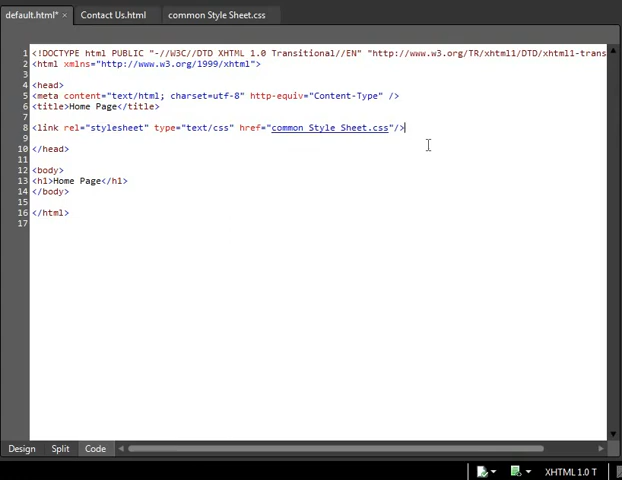 default.html* × Contact Us.html common Style Sheet.css
1 <!DOCTYPE html PUBLIC "-//W3C//DTD XHTML 1.0 Transitional//EN" "http://www.w3.org/TR/xhtml1/DTD/xhtml1-trans
2 <html xmlns="http://www.w3.org/1999/xhtml">
3
4 <head>
5 <meta content="text/html; charset=utf-8" http-equiv="Content-Type" />
6 <title>Home Page</title>
7
8 <link rel="stylesheet" type="text/css" href="common Style Sheet.css"/>
9
10 </head>
11
12 <body>
13 <h1>Home Page</h1>
14 </body>
15
16 </html>
17
Design Split Code
XHTML 1.0 T